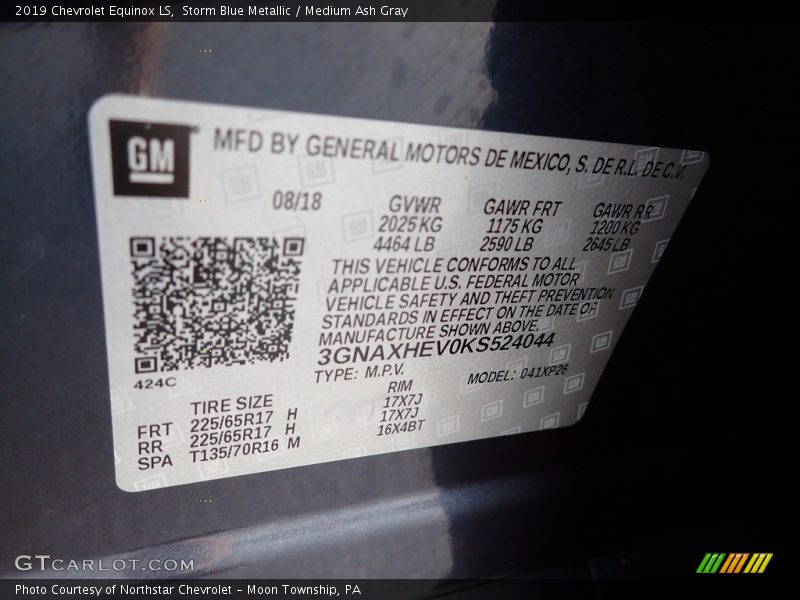 2019 Chevrolet Equinox LS,  Storm Blue Metallic / Medium Ash Gray
GM
MFD BY GENERAL MOTORS DE MEXICO, S. DE R.L. DE C.V.
08/18 GVWR GAWR FRT GAWR RR
2025 KG 1175 KG 1200 KG
4464 LB 2590 LB 2645 LB
THIS VEHICLE CONFORMS TO ALL
APPLICABLE U.S. FEDERAL MOTOR
VEHICLE SAFETY AND THEFT PREVENTION
STANDARDS IN EFFECT ON THE DATE OF
MANUFACTURE SHOWN ABOVE.
3GNAXHEV0KS524044
424C
TYPE: M.P.V. MODEL: 041XP26
TIRE SIZE RIM
FRT 225/65R17 H 17X7J
RR 225/65R17 H 17X7J
SPA T135/70R16 M 16X4BT
GTCARLOT.COM
Photo Courtesy of Northstar Chevrolet – Moon Township, PA